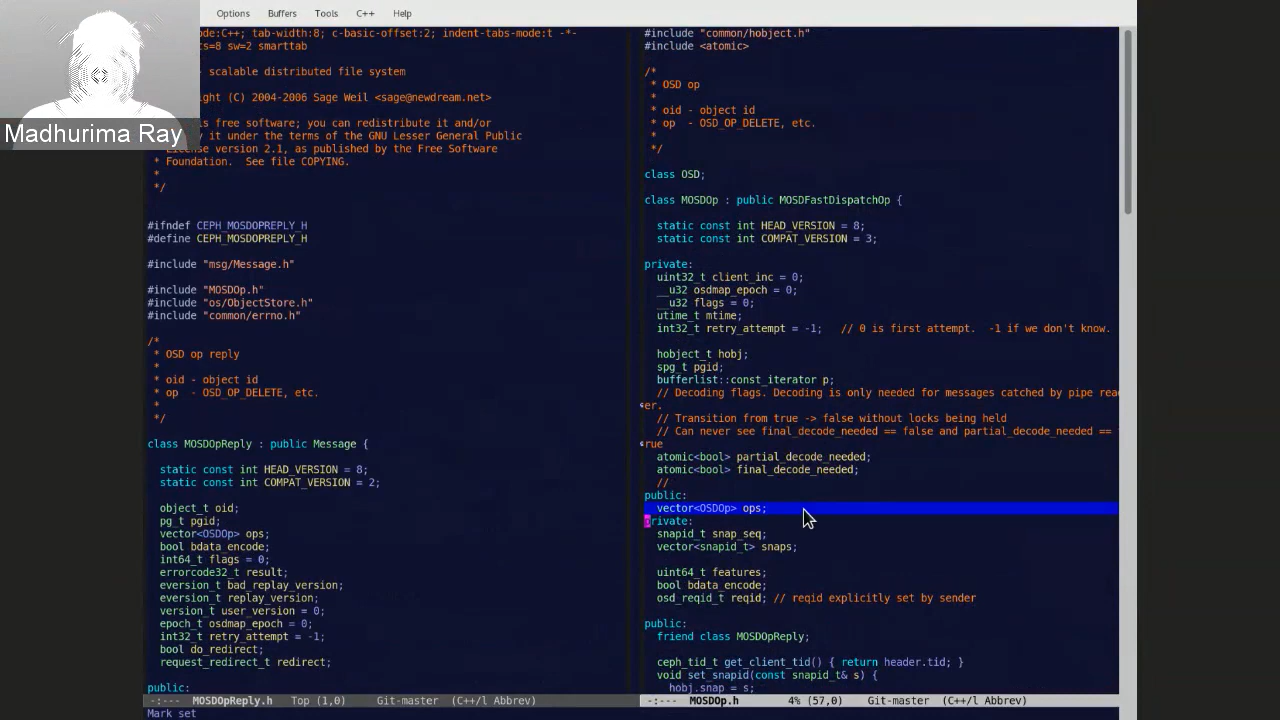 Options Buffers Tools C++ Help
Madhurima Ray
ode:C++; tab-width:8; c-basic-offset:2; indent-tabs-mode:t -*-
s=8 sw=2 smarttab
- scalable distributed file system
ight (C) 2004-2006 Sage Weil <sage@newdream.net>
is free software; you can redistribute it and/or
y it under the terms of the GNU Lesser General Public
License version 2.1, as published by the Free Software
* Foundation.  See file COPYING.
*
*/
#ifndef CEPH_MOSDOPREPLY_H
#define CEPH_MOSDOPREPLY_H
#include "msg/Message.h"
#include "MOSDOp.h"
#include "os/ObjectStore.h"
#include "common/errno.h"
/*
* OSD op reply
*
* oid - object id
* op  - OSD_OP_DELETE, etc.
*
*/
class MOSDOpReply : public Message {
static const int HEAD_VERSION = 8;
static const int COMPAT_VERSION = 2;
object_t oid;
pg_t pgid;
vector<OSDOp> ops;
bool bdata_encode;
int64_t flags = 0;
errorcode32_t result;
eversion_t bad_replay_version;
eversion_t replay_version;
version_t user_version = 0;
epoch_t osdmap_epoch = 0;
int32_t retry_attempt = -1;
bool do_redirect;
request_redirect_t redirect;
public:
-:--- MOSDOpReply.h Top (1,0) Git-master (C++/l Abbrev)
Mark set
#include "common/hobject.h"
#include <atomic>
/*
* OSD op
*
* oid - object id
* op  - OSD_OP_DELETE, etc.
*
*/
class OSD;
class MOSDOp : public MOSDFastDispatchOp {
static const int HEAD_VERSION = 8;
static const int COMPAT_VERSION = 3;
private:
uint32_t client_inc = 0;
__u32 osdmap_epoch = 0;
__u32 flags = 0;
utime_t mtime;
int32_t retry_attempt = -1;   // 0 is first attempt.  -1 if we don't know.
hobject_t hobj;
spg_t pgid;
bufferlist::const_iterator p;
// Decoding flags. Decoding is only needed for messages catched by pipe rea
er.
// Transition from true -> false without locks being held
// Can never see final_decode_needed == false and partial_decode_needed ==
rue
atomic<bool> partial_decode_needed;
atomic<bool> final_decode_needed;
//
public:
vector<OSDOp> ops;
private:
snapid_t snap_seq;
vector<snapid_t> snaps;
uint64_t features;
bool bdata_encode;
osd_reqid_t reqid; // reqid explicitly set by sender
public:
friend class MOSDOpReply;
ceph_tid_t get_client_tid() { return header.tid; }
void set_snapid(const snapid_t& s) {
hobj.snap = s;
-:--- MOSDOp.h 4% (57,0) Git-master (C++/l Abbrev)